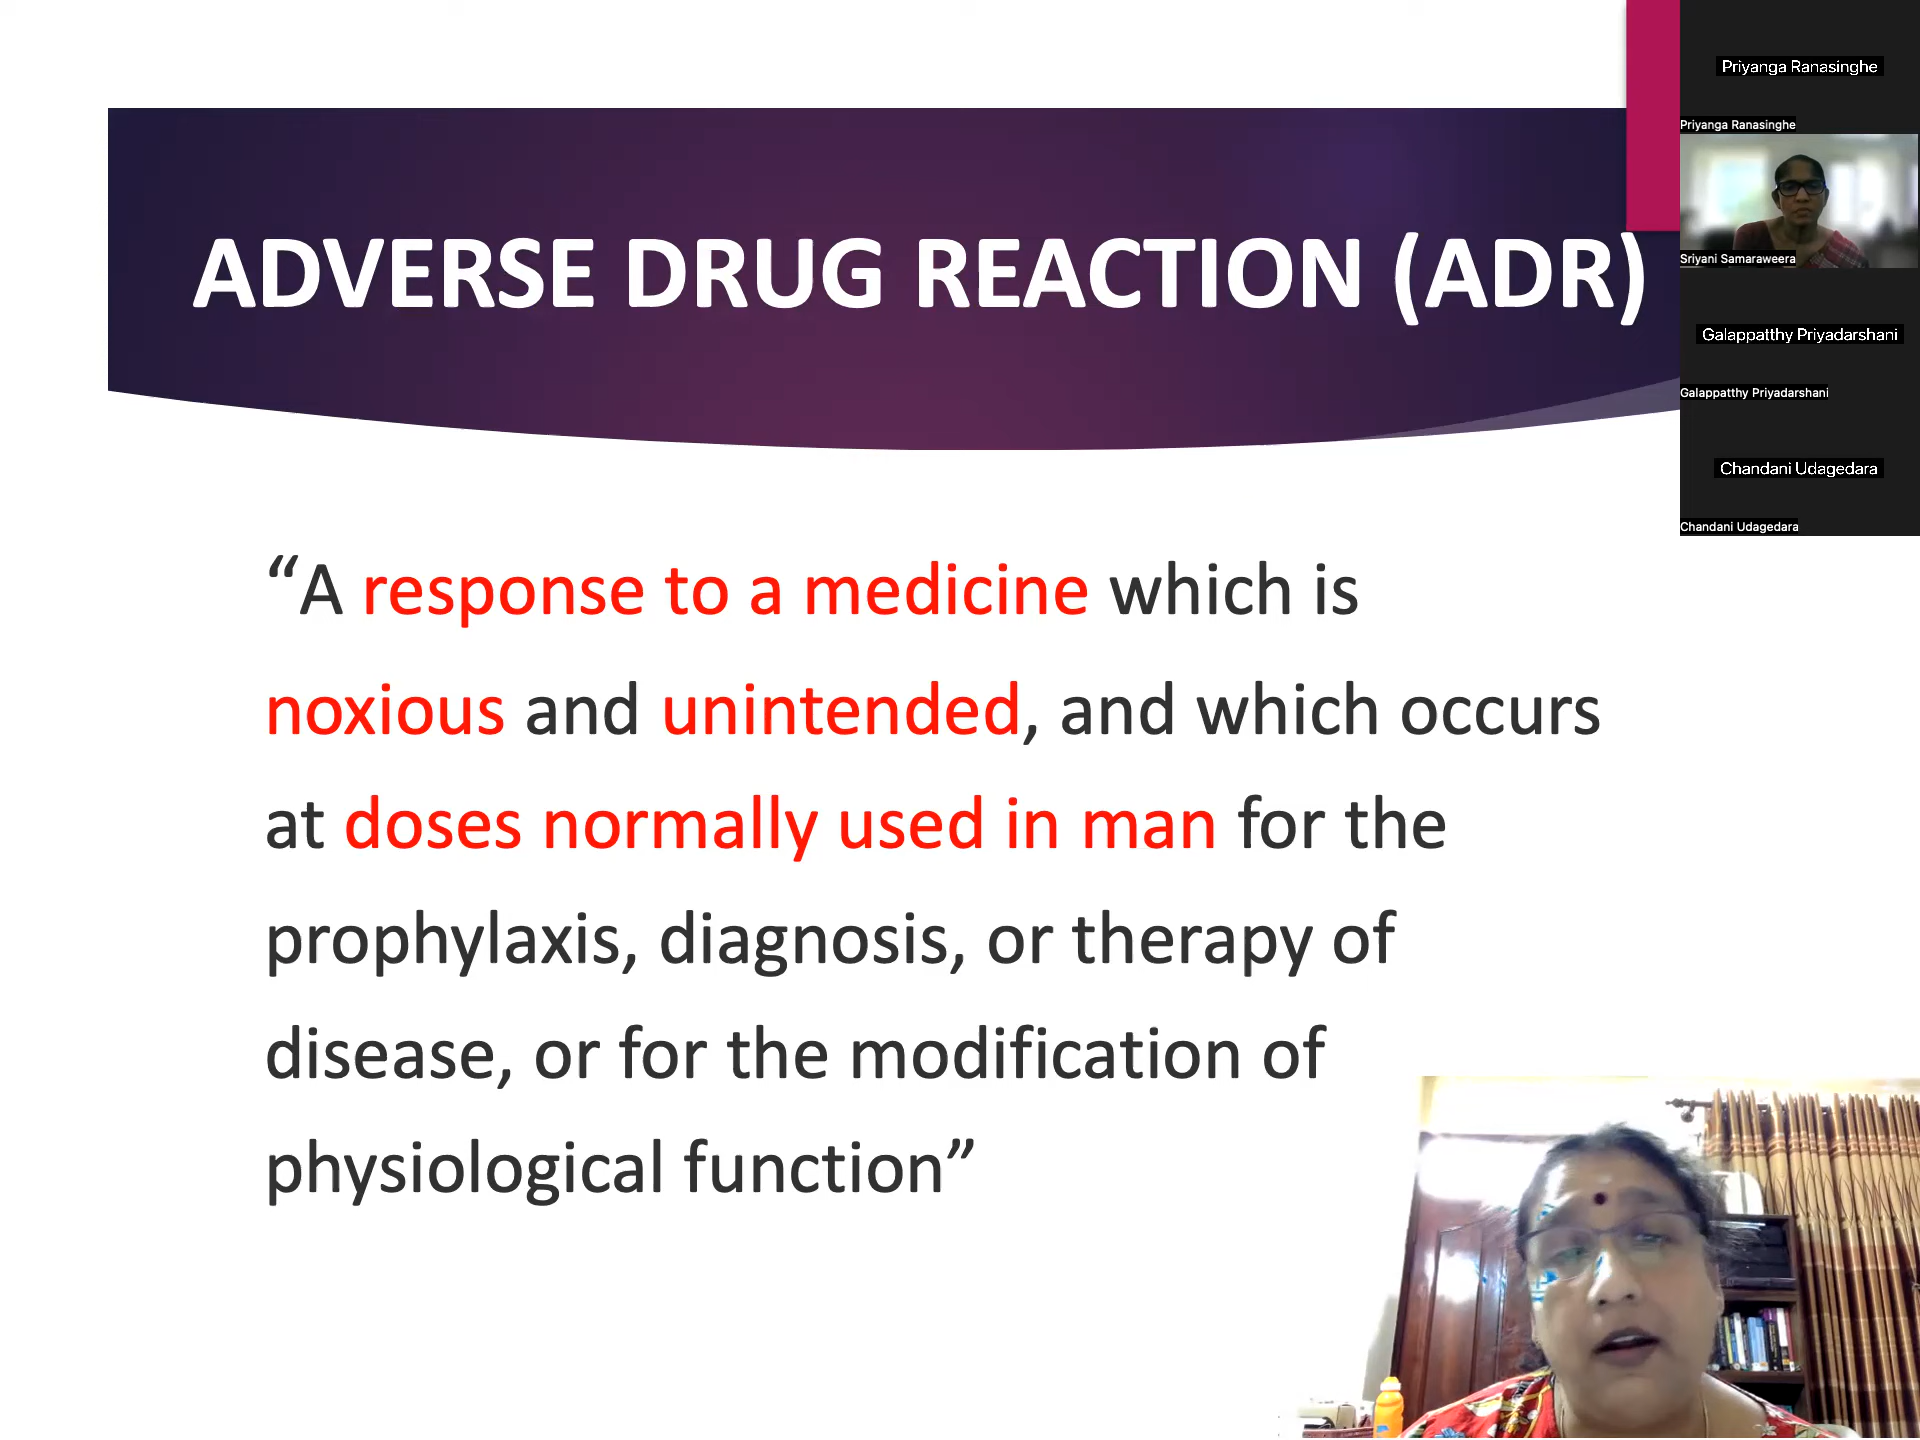 ADVERSE DRUG REACTION (ADR)
“A response to a medicine which is
noxious and unintended, and which occurs
at doses normally used in man for the
prophylaxis, diagnosis, or therapy of
disease, or for the modification of
physiological function”
Priyanga Ranasinghe
Priyanga Ranasinghe
Sriyani Samaraweera
Galappatthy Priyadarshani
Galappatthy Priyadarshani
Chandani Udagedara
Chandani Udagedara